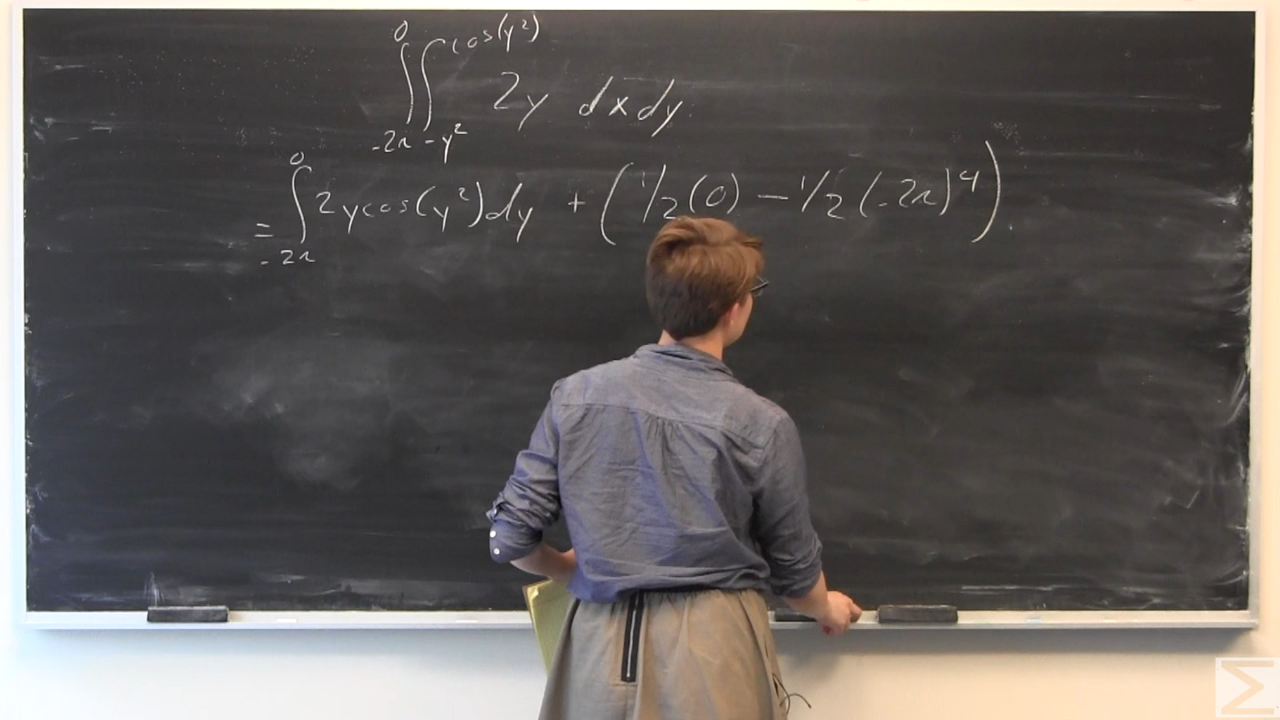 ∫_{-2π}^{0} ∫_{-y²}^{cos(y²)} 2y dx dy
= ∫_{-2π}^{0} 2y cos(y²) dy + (1/2(0) - 1/2(-2π)⁴)
Σ